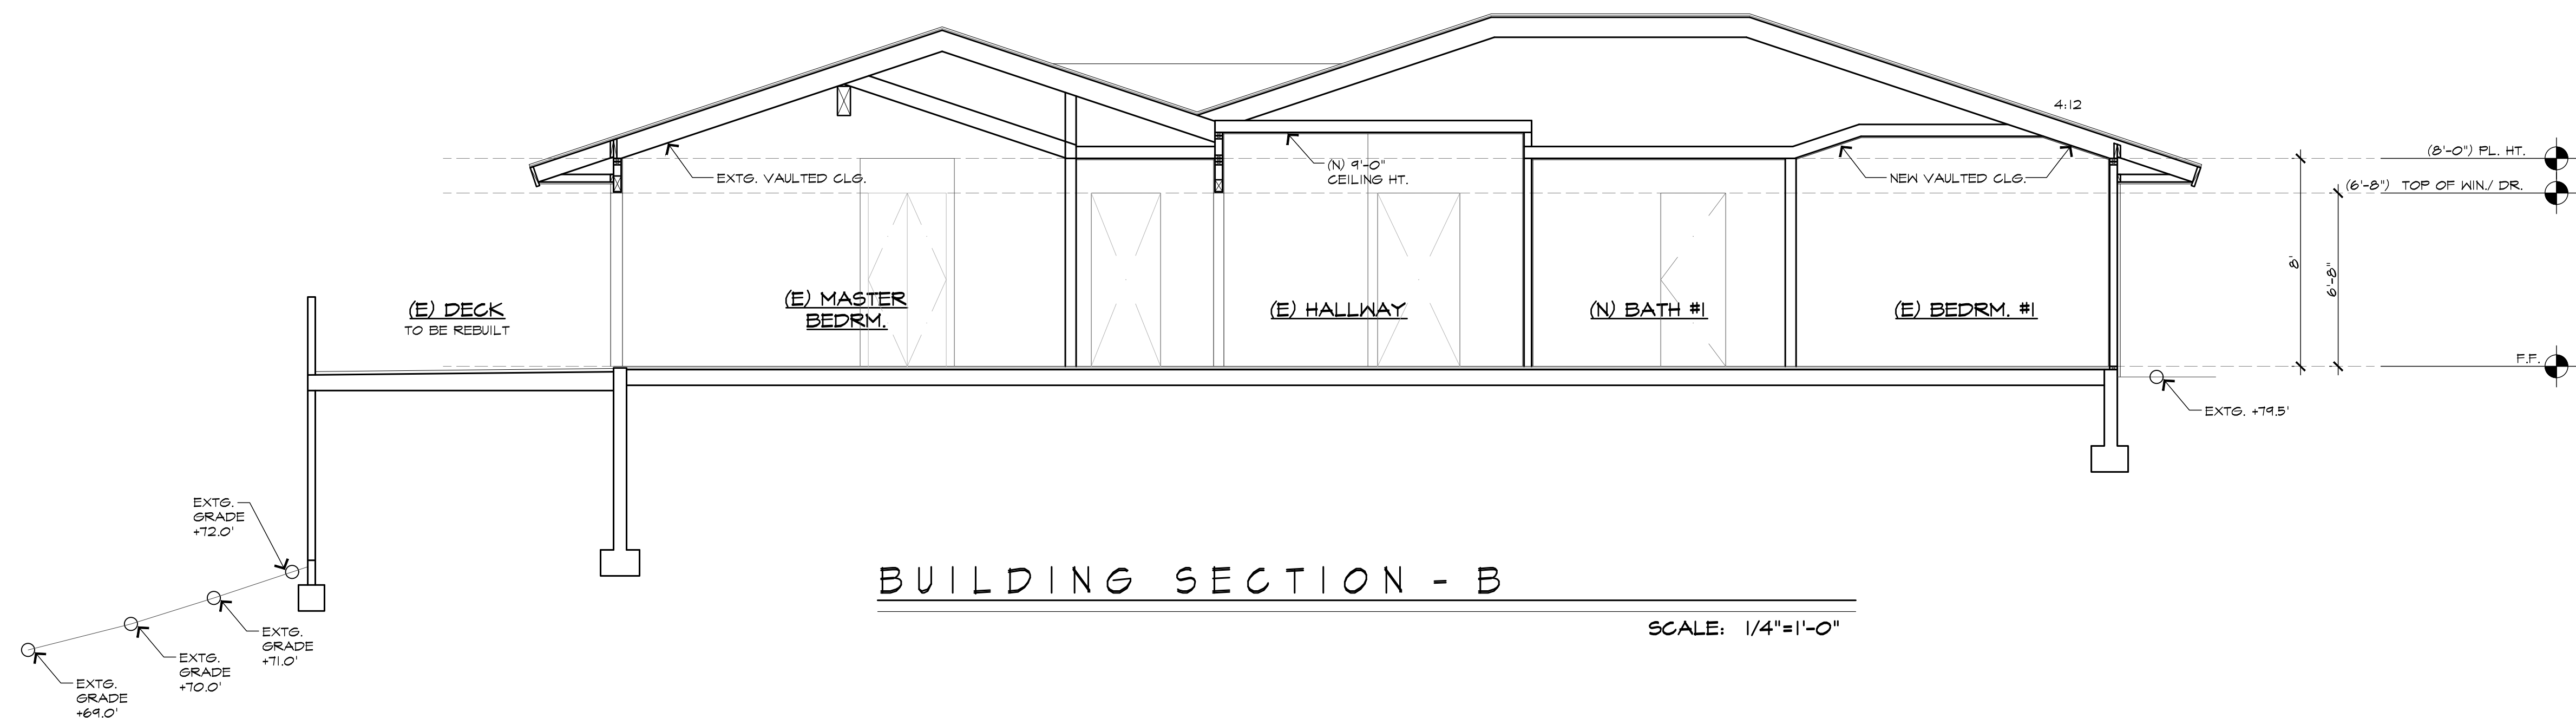 4:12
(8'-0") PL. HT.
(N) 9'-0"
CEILING HT.
EXTG. VAULTED CLG.
NEW VAULTED CLG.
(6'-8") TOP OF WIN./ DR.
8'
6'-8"
(E) DECK
TO BE REBUILT
(E) MASTER
BEDRM.
(E) HALLWAY
(N) BATH #1
(E) BEDRM. #1
F.F.
EXTG. +79.5'
EXTG.
GRADE
+72.0'
BUILDING SECTION - B
SCALE: 1/4"=1'-0"
EXTG.
GRADE
+71.0'
EXTG.
GRADE
+70.0'
EXTG.
GRADE
+69.0'